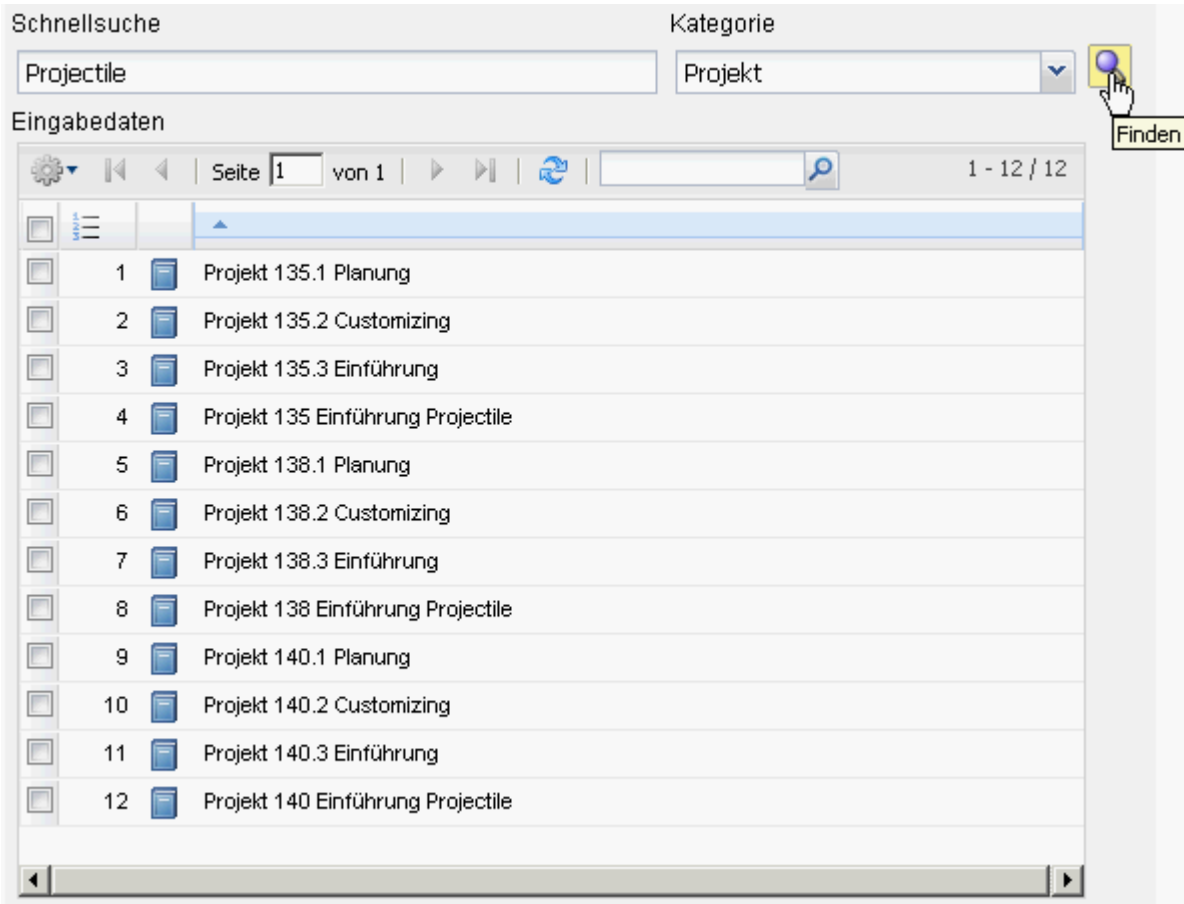 Schnellsuche Kategorie
Projectile Projekt
Finden
Eingabedaten
Seite 1 von 1 1 - 12 / 12
1 Projekt 135.1 Planung
2 Projekt 135.2 Customizing
3 Projekt 135.3 Einführung
4 Projekt 135 Einführung Projectile
5 Projekt 138.1 Planung
6 Projekt 138.2 Customizing
7 Projekt 138.3 Einführung
8 Projekt 138 Einführung Projectile
9 Projekt 140.1 Planung
10 Projekt 140.2 Customizing
11 Projekt 140.3 Einführung
12 Projekt 140 Einführung Projectile